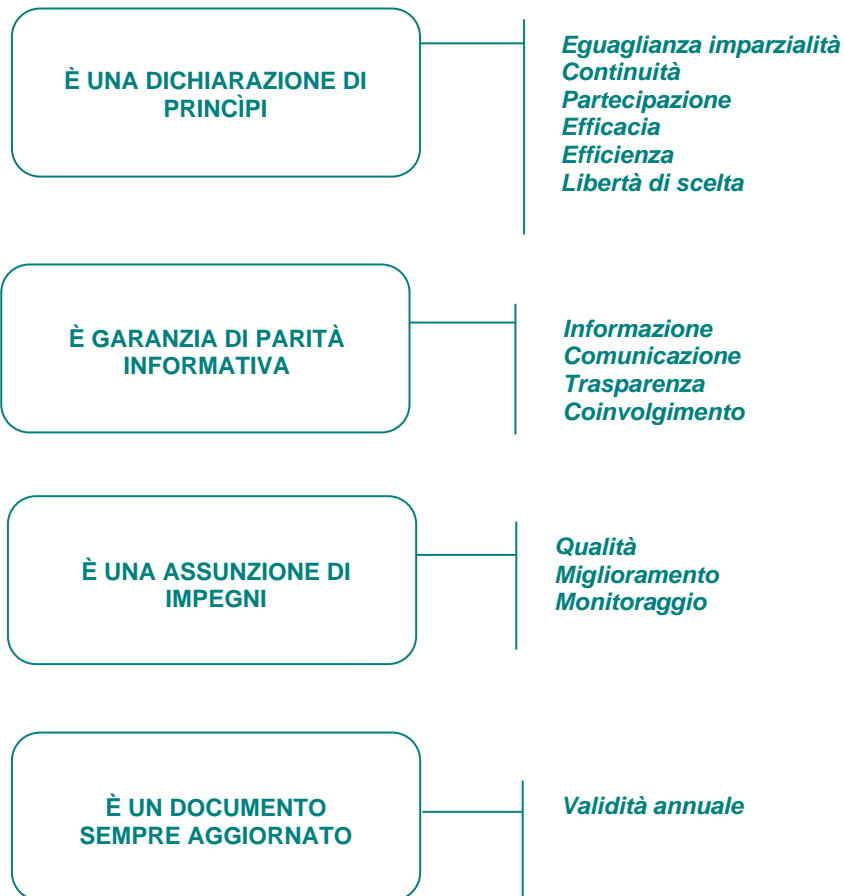 È UNA DICHIARAZIONE DI
PRINCÌPI
Eguaglianza imparzialità
Continuità
Partecipazione
Efficacia
Efficienza
Libertà di scelta
È GARANZIA DI PARITÀ
INFORMATIVA
Informazione
Comunicazione
Trasparenza
Coinvolgimento
È UNA ASSUNZIONE DI
IMPEGNI
Qualità
Miglioramento
Monitoraggio
È UN DOCUMENTO
SEMPRE AGGIORNATO
Validità annuale